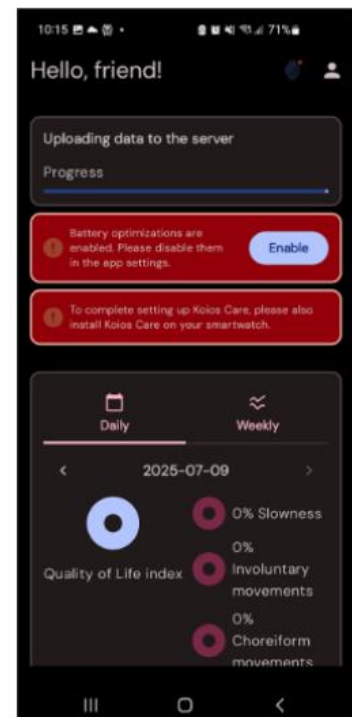 10:15
71%
Hello, friend!
Uploading data to the server
Progress
Battery optimizations are
enabled. Please disable them
in the app settings.
Enable
To complete setting up Koios Care, please also
install Koios Care on your smartwatch.
Daily
Weekly
2025-07-09
Quality of Life index
0% Slowness
0%
Involuntary
movements
0%
Choreiform
movements